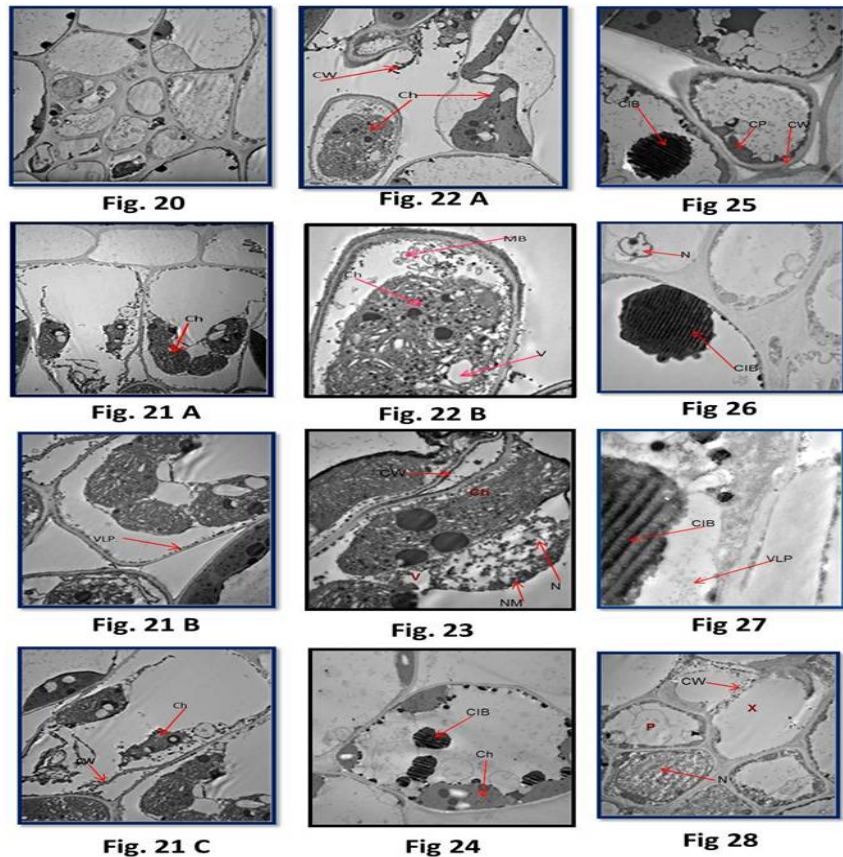 Fig. 20
CW
Ch
Fig. 22 A
CIB
CP
CW
Fig 25
Ch
Fig. 21 A
MB
Ch
V
Fig. 22 B
N
CIB
Fig 26
VLP
Fig. 21 B
CW
Ch
V
N
NM
Fig. 23
CIB
VLP
Fig 27
Ch
CW
Fig. 21 C
CIB
Ch
Fig 24
CW
X
P
N
Fig 28